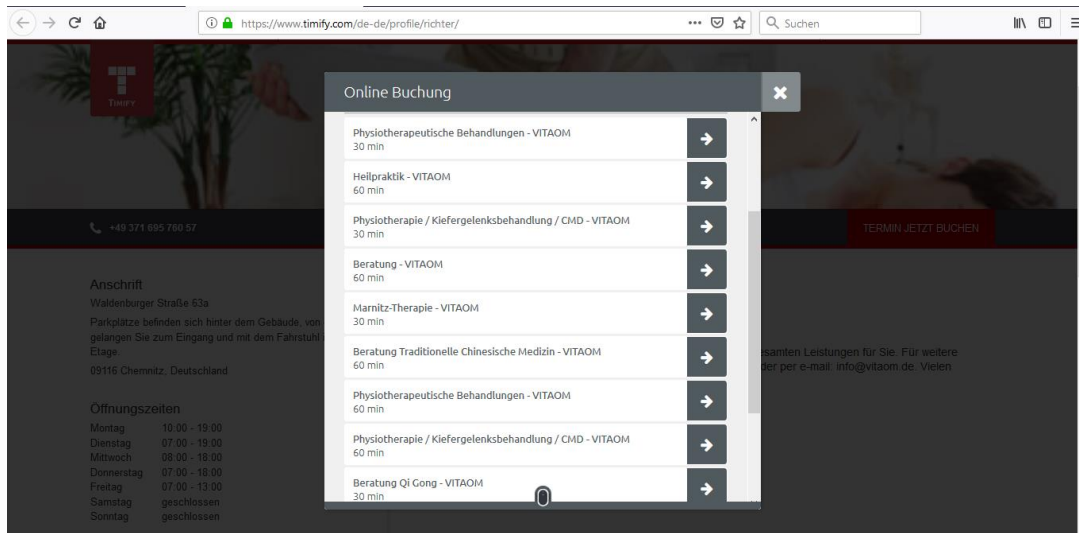 https://www.timify.com/de-de/profile/richter/
Suchen
TIMIFY
Online Buchung
Physiotherapeutische Behandlungen - VITAOM
30 min
Heilpraktik - VITAOM
60 min
Physiotherapie / Kiefergelenksbehandlung / CMD - VITAOM
30 min
Beratung - VITAOM
60 min
Marnitz-Therapie - VITAOM
30 min
Beratung Traditionelle Chinesische Medizin - VITAOM
60 min
Physiotherapeutische Behandlungen - VITAOM
60 min
Physiotherapie / Kiefergelenksbehandlung / CMD - VITAOM
60 min
Beratung Qi Gong - VITAOM
30 min
+49 371 695 760 57
TERMIN JETZT BUCHEN
Anschrift
Waldenburger Straße 63a
Parkplätze befinden sich hinter dem Gebäude, von
gelangen Sie zum Eingang und mit dem Fahrstuhl
Etage.
09116 Chemnitz, Deutschland
Öffnungszeiten
Montag 10:00 - 19:00
Dienstag 07:00 - 19:00
Mittwoch 08:00 - 18:00
Donnerstag 07:00 - 18:00
Freitag 07:00 - 13:00
Samstag geschlossen
Sonntag geschlossen
esamten Leistungen für Sie. Für weitere
der per e-mail: info@vitaom.de. Vielen